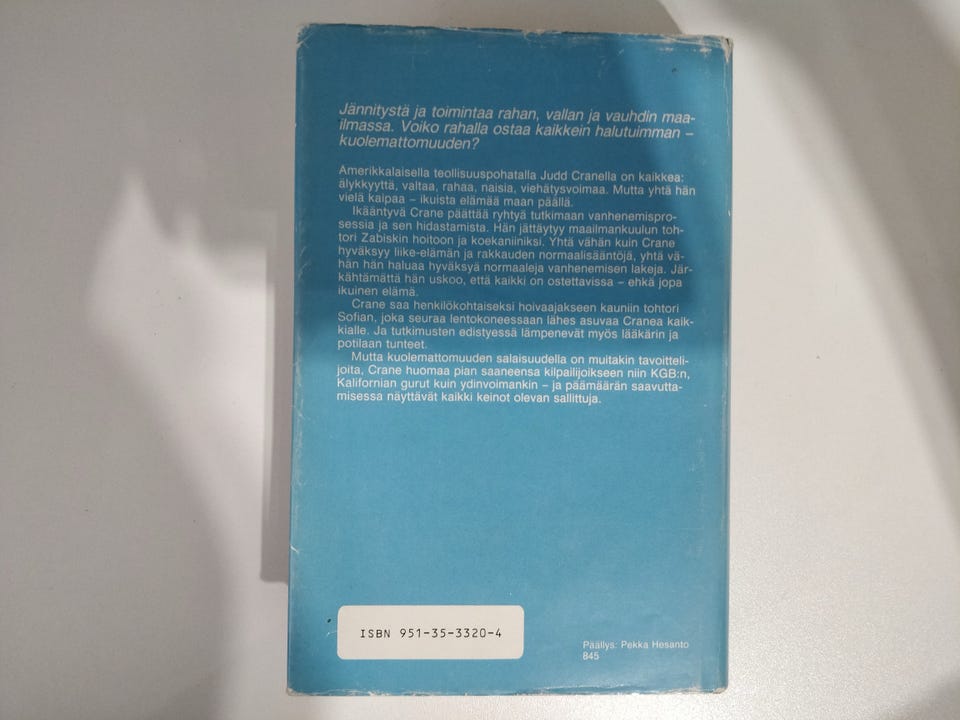 Jännitystä ja toimintaa rahan, vallan ja vauhdin maa-
ilmassa. Voiko rahalla ostaa kaikkein halutuimman –
kuolemattomuuden?
Amerikkalaisella teollisuuspohatalla Judd Cranella on kaikkea:
älykkyyttä, valtaa, rahaa, naisia, viehätysvoimaa. Mutta yhtä hän
vielä kaipaa – ikuista elämää maan päällä.
Ikääntyvä Crane päättää ryhtyä tutkimaan vanhenemispro-
sessia ja sen hidastamista. Hän jättäytyy maailmankuulun toh-
tori Zabiskin hoitoon ja koekaniiniksi. Yhtä vähän kuin Crane
hyväksyy liike-elämän ja rakkauden normaalisääntöjä, yhtä vä-
hän hän haluaa hyväksyä normaaleja vanhenemisen lakeja. Jär-
kähtämättä hän uskoo, että kaikki on ostettavissa – ehkä jopa
ikuinen elämä.
Crane saa henkilökohtaiseksi hoivaajakseen kauniin tohtori
Sofian, joka seuraa lentokoneessaan lähes asuvaa Cranea kaik-
kialle. Ja tutkimusten edistyessä lämpenevät myös lääkärin ja
potilaan tunteet.
Mutta kuolemattomuuden salaisuudella on muitakin tavoitteli-
joita, Crane huomaa pian saaneensa kilpailijoikseen niin KGB:n,
Kalifornian gurut kuin ydinvoimankin – ja päämäärän saavutta-
misessa näyttävät kaikki keinot olevan sallittuja.
ISBN 951-35-3320-4
Päällys: Pekka Hesanto
845